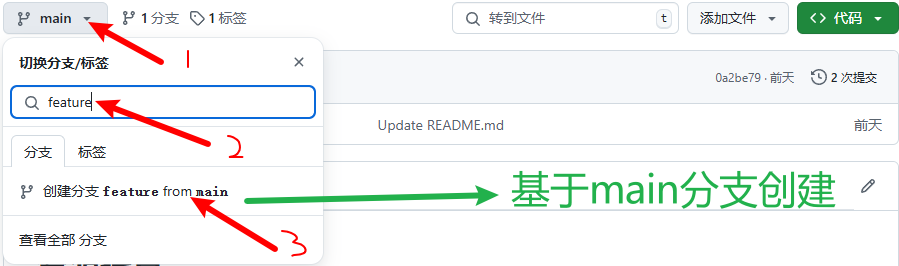 main
1 分支
1 标签
转到文件
t
添加文件
代码
1
切换分支/标签
0a2be79 · 前天
2 次提交
feature
2
Update README.md
前天
分支
标签
创建分支 feature from main
基于main分支创建
3
查看全部 分支